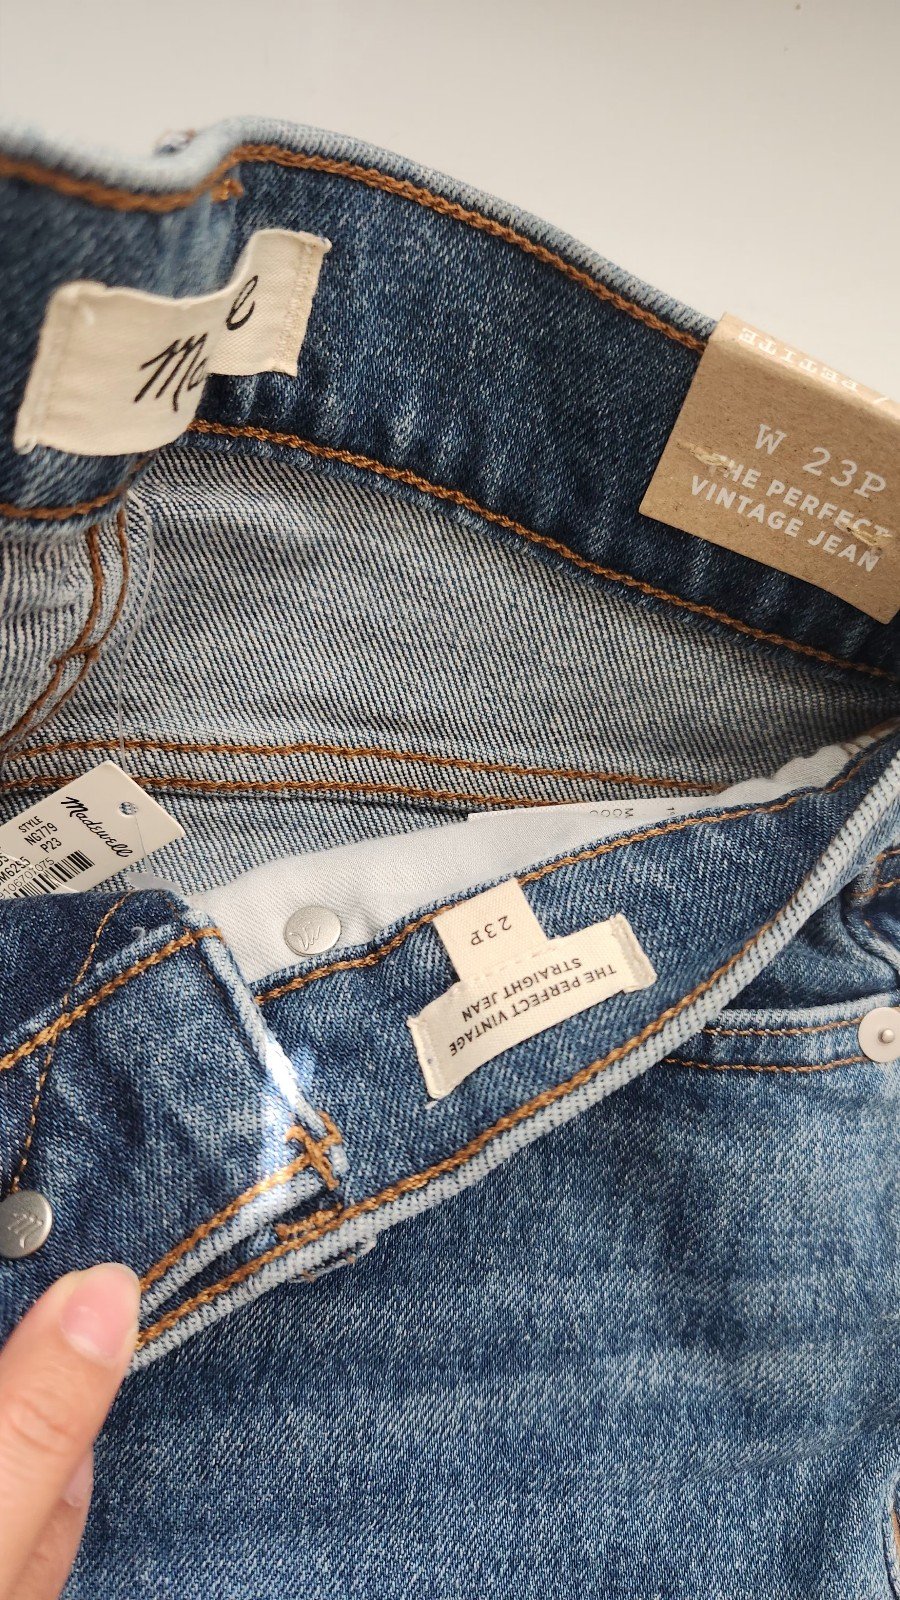 PETITE
W 23P
THE PERFECT
VINTAGE JEAN
Madewell
STYLE
NG779
P23
23P
THE PERFECT VINTAGE
STRAIGHT JEAN